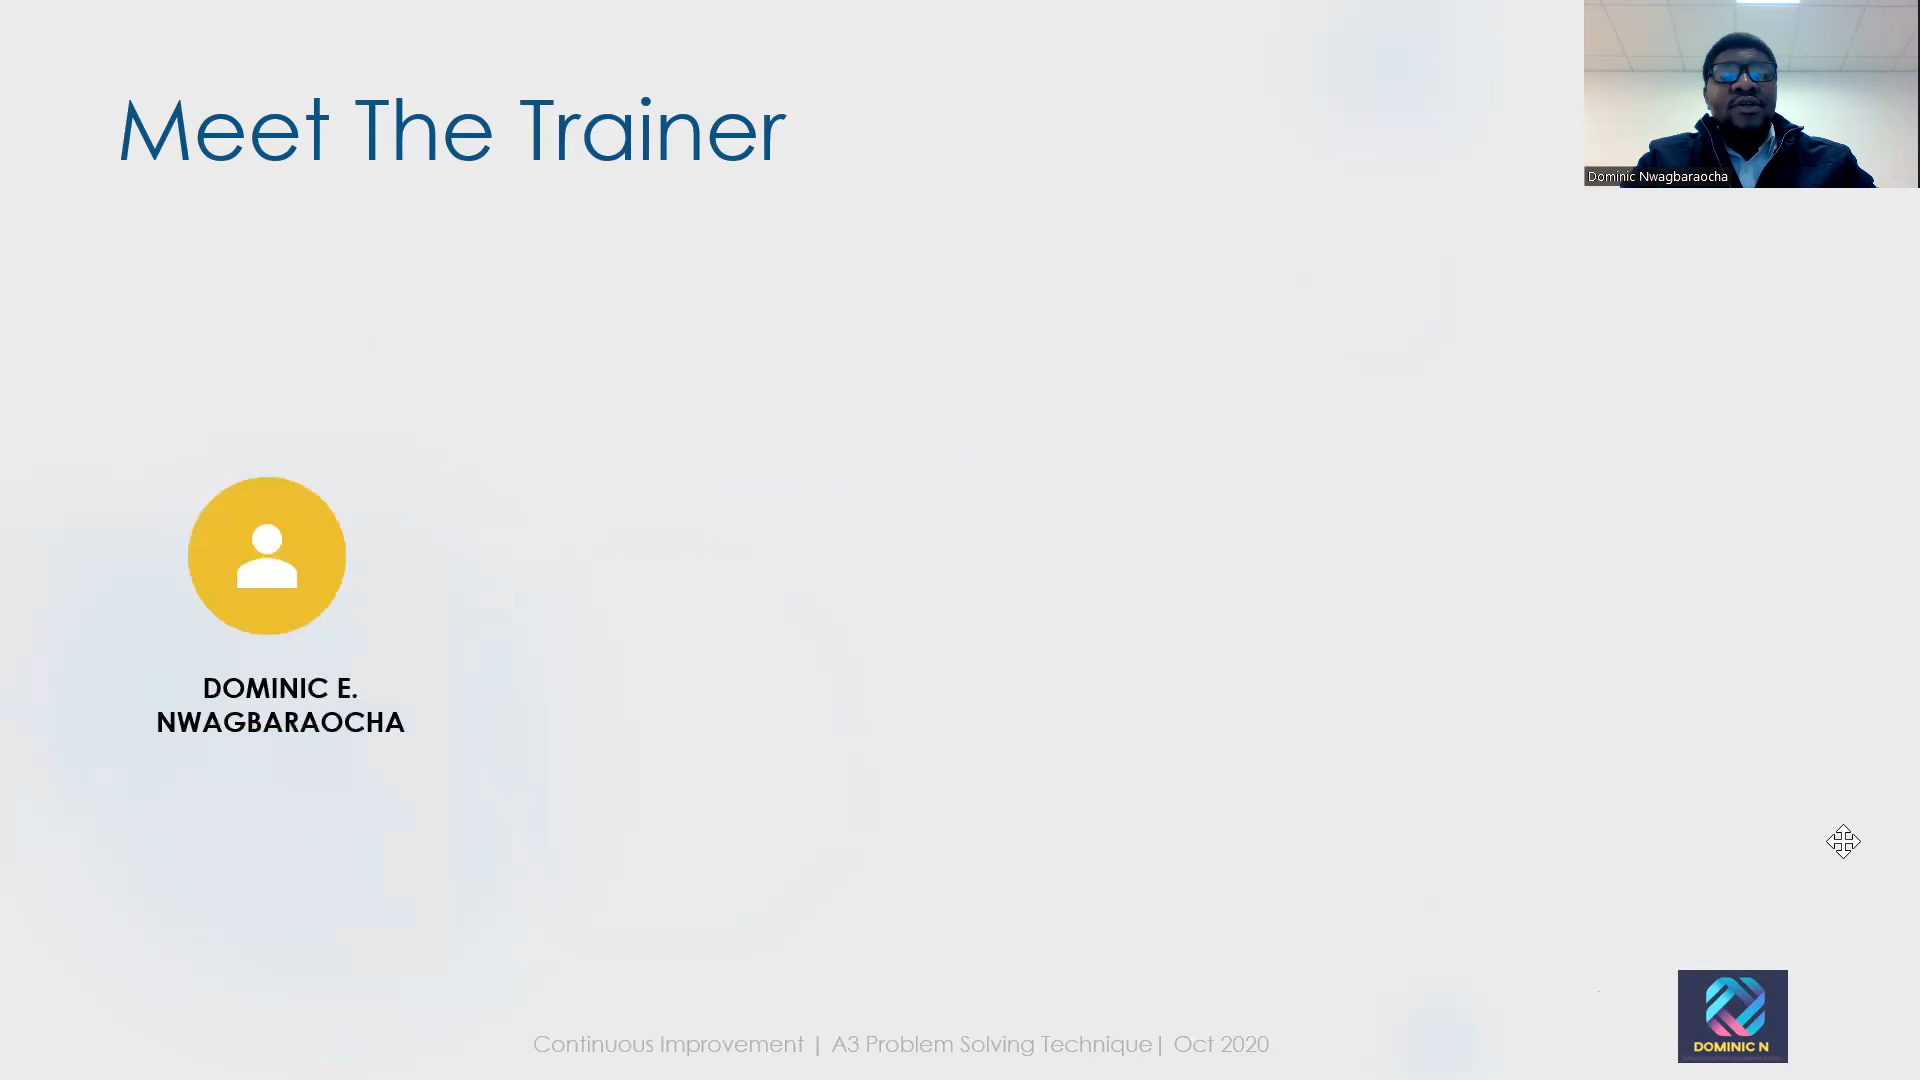 Meet The Trainer
Dominic Nwagbaraocha
DOMINIC E.
NWAGBARAOCHA
Continuous Improvement | A3 Problem Solving Technique| Oct 2020
DOMINIC N